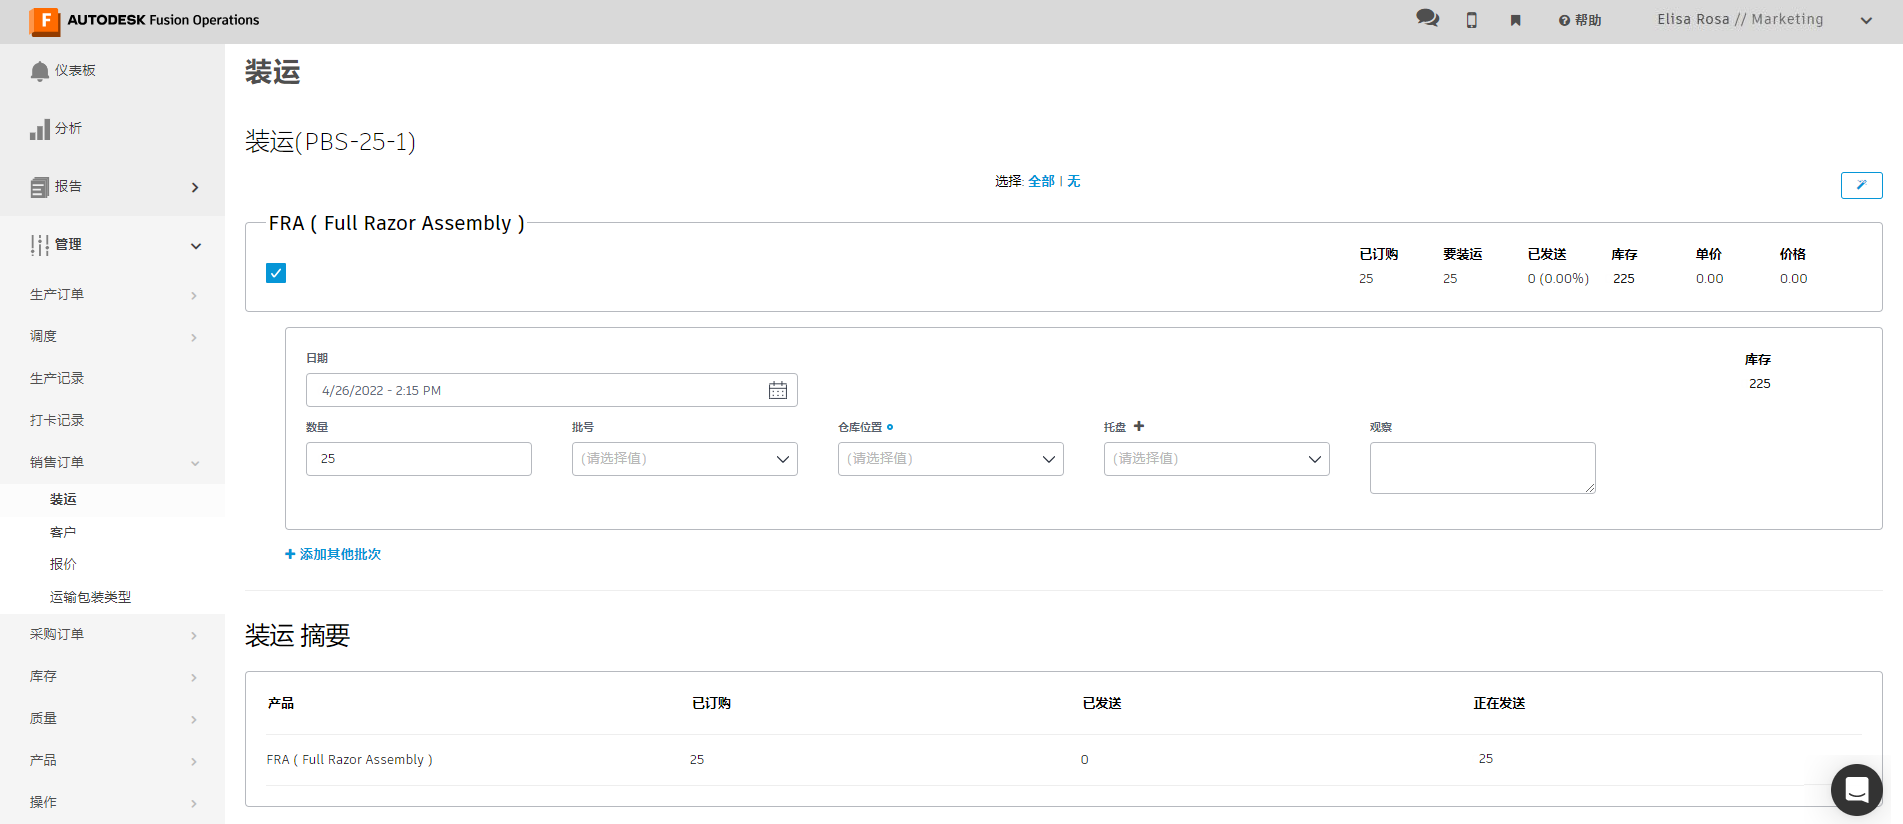 F AUTODESK Fusion Operations
帮助
Elisa Rosa // Marketing
仪表板
分析
报告
管理
生产订单
调度
生产记录
打卡记录
销售订单
装运
客户
报价
运输包装类型
采购订单
库存
质量
产品
操作
装运
装运(PBS-25-1)
选择: 全部 | 无
FRA ( Full Razor Assembly )
已订购 要装运 已发送 库存 单价 价格
25 25 0 (0.00%) 225 0.00 0.00
日期
4/26/2022 - 2:15 PM
库存
225
数量 批号 仓库位置 托盘 观察
25 (请选择值) (请选择值) (请选择值)
添加其他批次
装运 摘要
产品 已订购 已发送 正在发送
FRA ( Full Razor Assembly ) 25 0 25